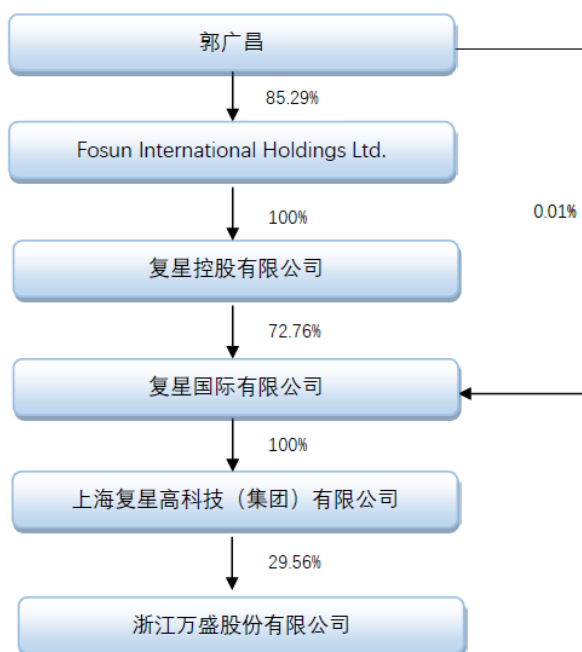 郭广昌
85.29%
Fosun International Holdings Ltd.
100%
0.01%
复星控股有限公司
72.76%
复星国际有限公司
100%
上海复星高科技（集团）有限公司
29.56%
浙江万盛股份有限公司